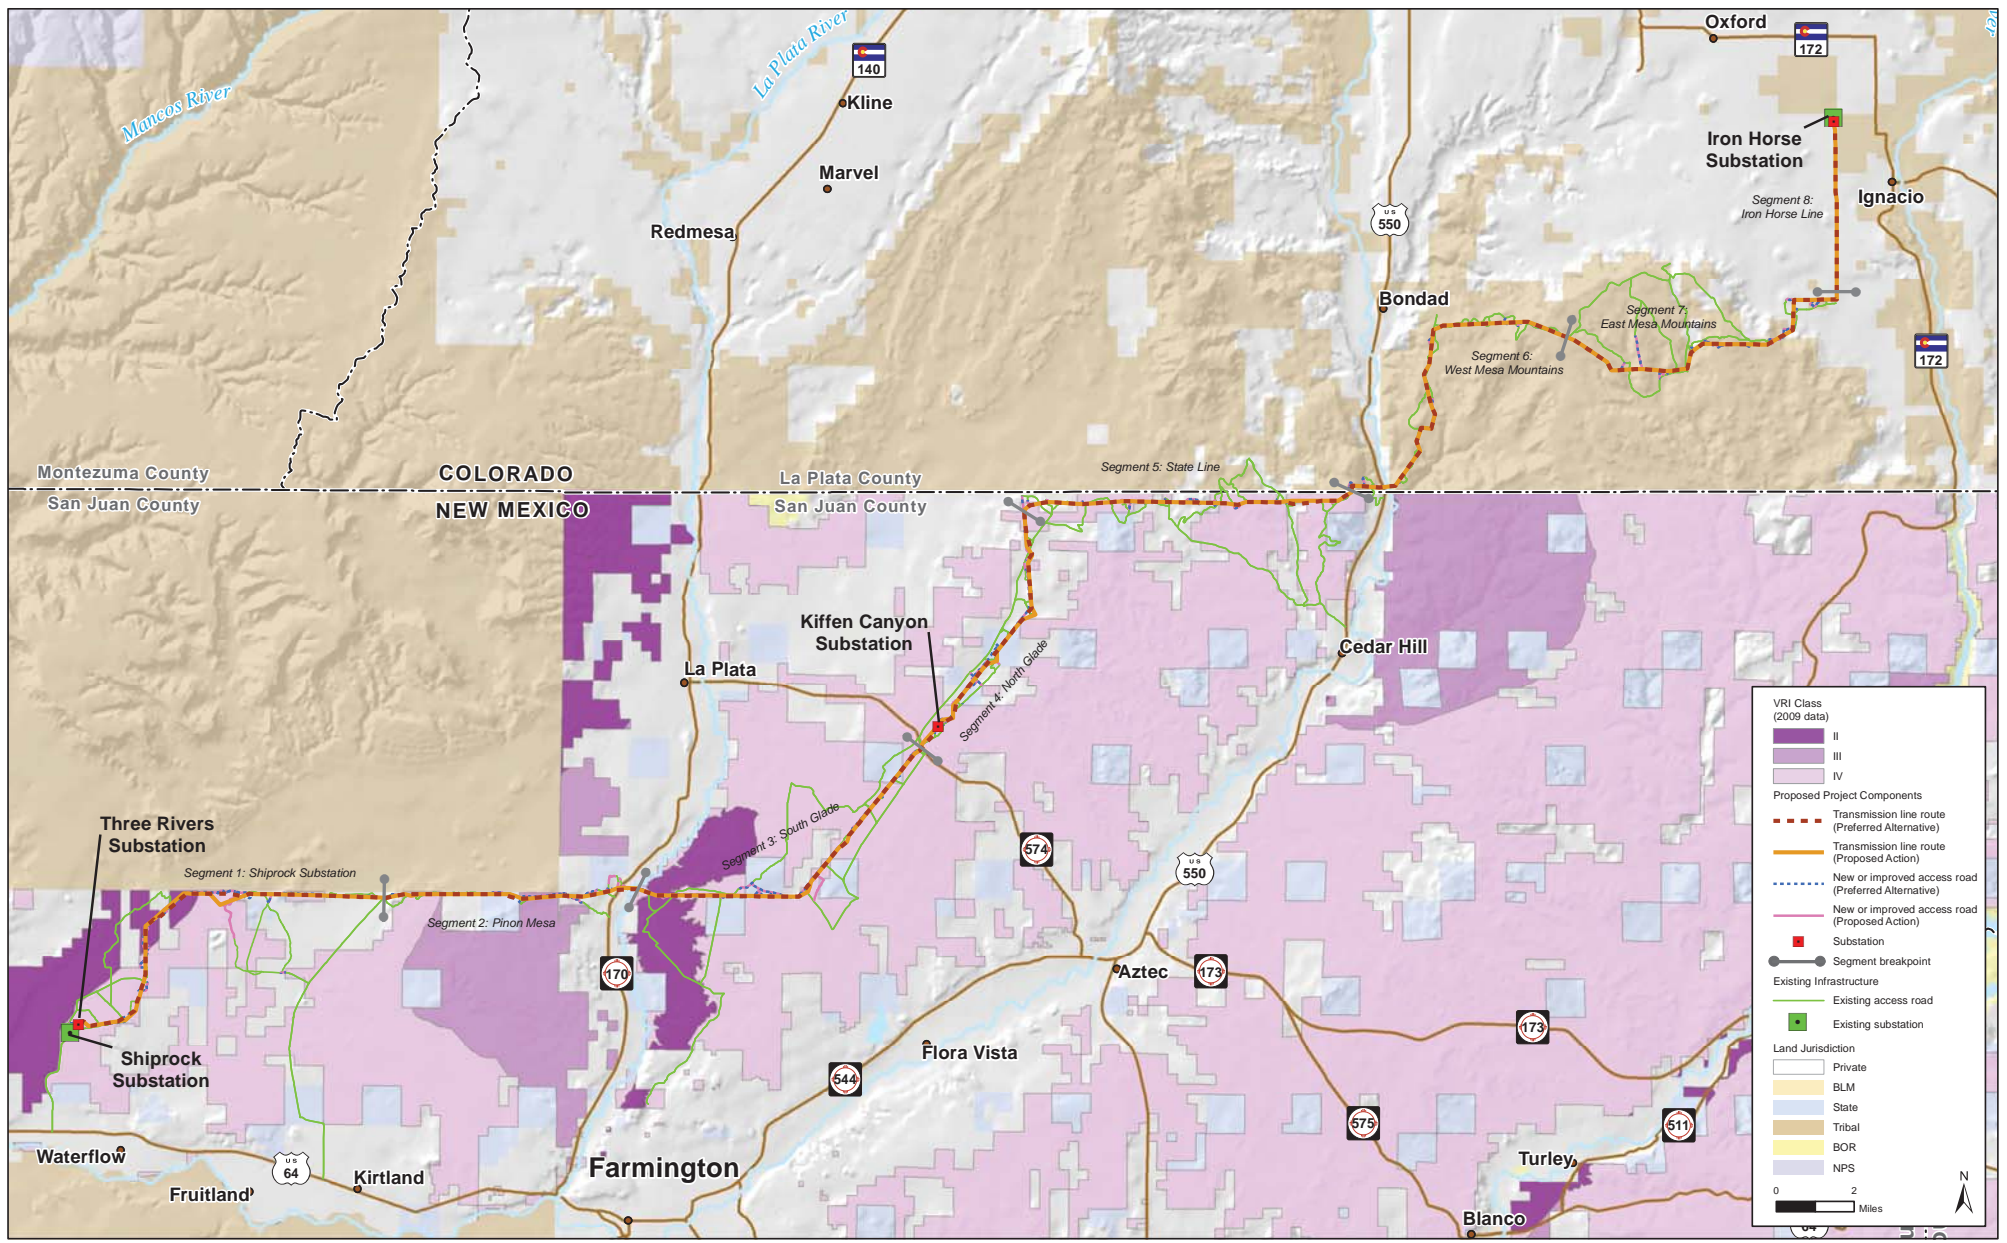 Oxford
172
La Plata River
140
Kline
Mancos River
Iron Horse
Substation
Marvel
Segment 8:
Iron Horse Line
Ignacio
US
550
Redmesa
Bondad
Segment 7:
East Mesa Mountains
172
Segment 6:
West Mesa Mountains
Montezuma County
COLORADO
La Plata County
Segment 5: State Line
San Juan County
NEW MEXICO
San Juan County
Kiffen Canyon
Substation
Segment 4: North Glade
Cedar Hill
La Plata
Segment 3: South Glade
Three Rivers
Substation
574
US
550
Segment 1: Shiprock Substation
Segment 2: Pinon Mesa
170
Aztec
173
173
Shiprock
Substation
Flora Vista
544
575
511
Waterflow
US
64
Kirtland
Fruitland
Farmington
Turley
Blanco
VRI Class
(2009 data)
II
III
IV
Proposed Project Components
Transmission line route
(Preferred Alternative)
Transmission line route
(Proposed Action)
New or improved access road
(Preferred Alternative)
New or improved access road
(Proposed Action)
Substation
Segment breakpoint
Existing Infrastructure
Existing access road
Existing substation
Land Jurisdiction
Private
BLM
State
Tribal
BOR
NPS
N
0 2
Miles